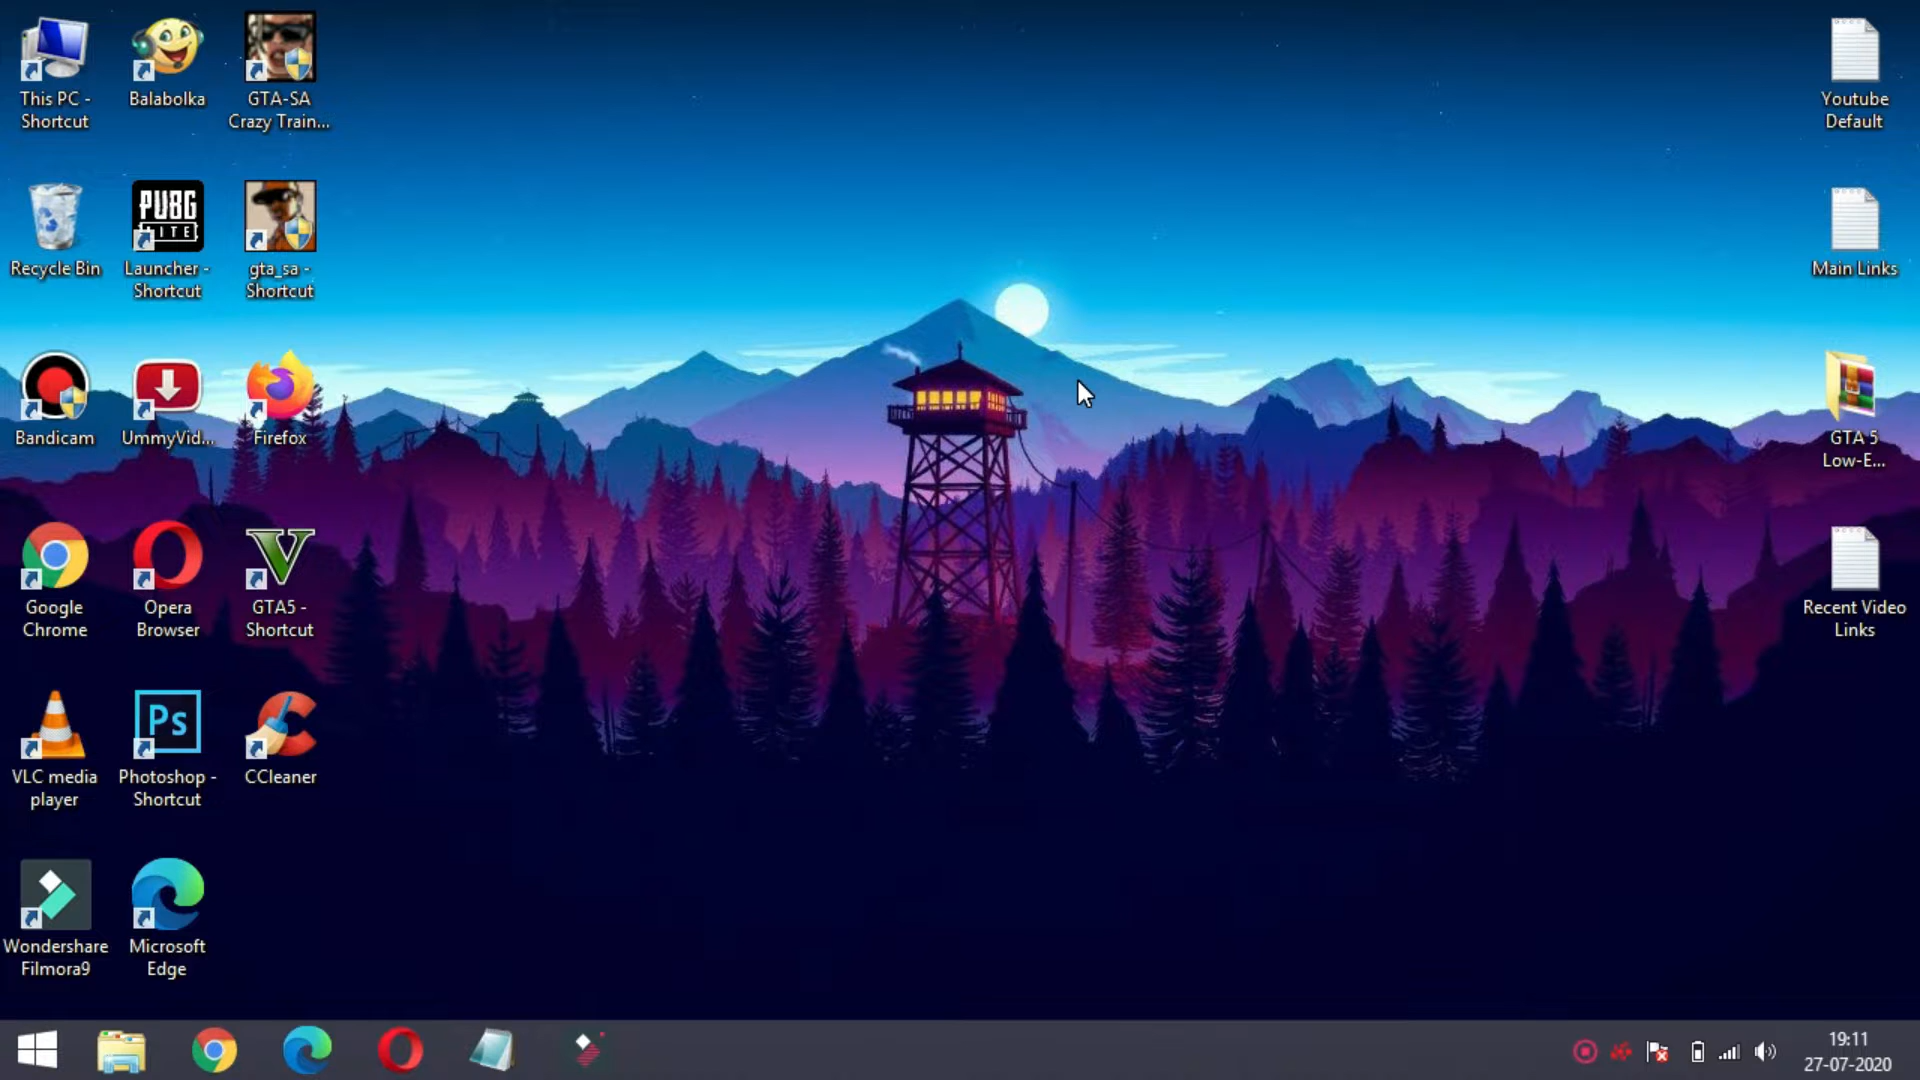 This PC -
Shortcut
Balabolka
GTA-SA
Crazy Train...
Youtube
Default
Recycle Bin
PUBG
LITE
Launcher -
Shortcut
gta_sa -
Shortcut
Main Links
Bandicam
UmmyVid...
Firefox
GTA 5
Low-E...
Google
Chrome
Opera
Browser
GTA5 -
Shortcut
Recent Video
Links
VLC media
player
Ps
Photoshop -
Shortcut
CCleaner
Wondershare
Filmora9
Microsoft
Edge
19:11
27-07-2020